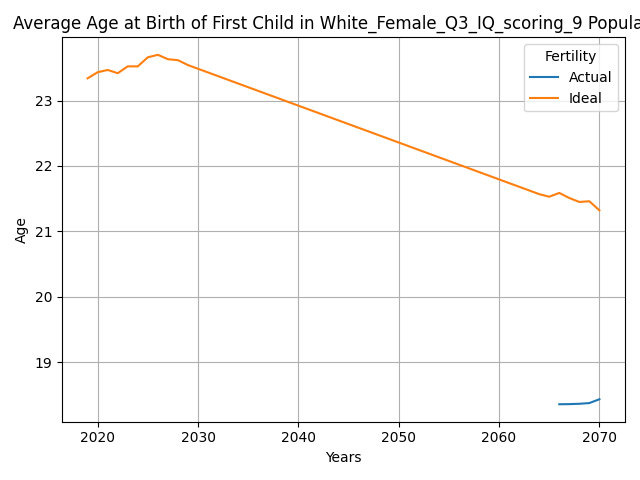 Average Age at Birth of First Child in White_Female_Q3_IQ_scoring_9 Popula
Fertility
Actual
Ideal
Age
23
22
21
20
19
2020 2030 2040 2050 2060 2070
Years